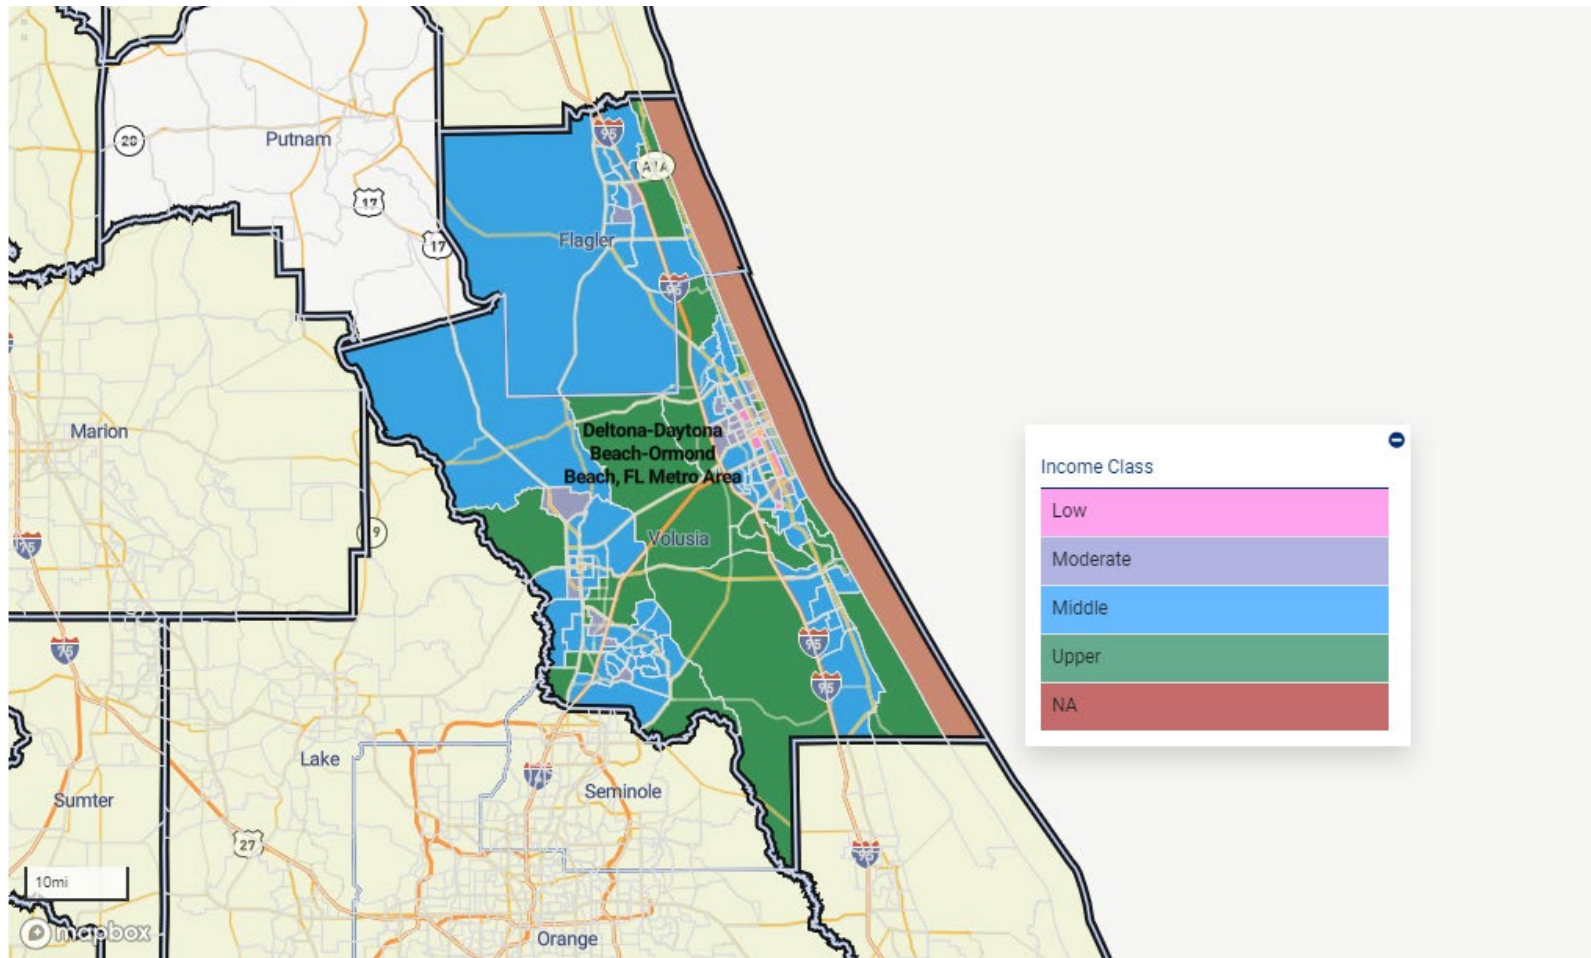 95
20
Putnam
A1A
17
17
Flagler
95
Marion
Deltona-Daytona
Beach-Ormond
Beach, FL Metro Area
Income Class
Low
75
9
Volusia
Moderate
Middle
75
95
Upper
95
NA
Lake
4
Seminole
Sumter
27
95
10mi
mapbox
Orange